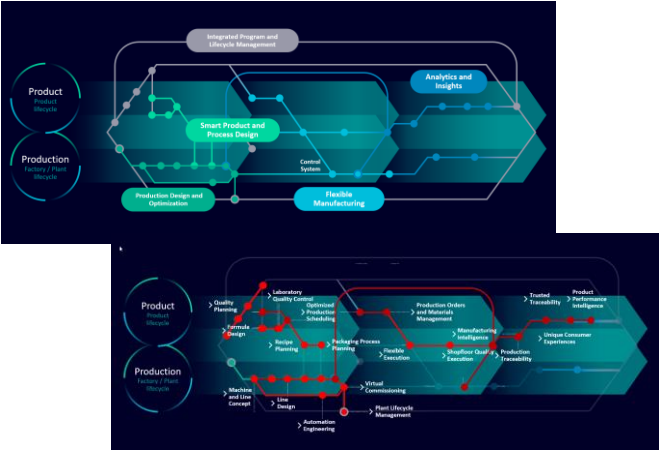 Integrated Program and
Lifecycle Management
Product
Product
lifecycle
Analytics and
Insights
Smart Product and
Process Design
Production
Factory / Plant
lifecycle
Control
System
Production Design and
Optimisation
Flexible
Manufacturing
Product
Product
lifecycle
Production
Factory / Plant
lifecycle
Quality
Planning
Laboratory
Quality Control
Optimized
Production
Scheduling
Formula
Design
Recipe
Planning
Packaging Process
Planning
Production Orders
and Materials
Management
Flexible
Execution
Manufacturing
Intelligence
Shopfloor Quality
Execution
Production
Traceability
Trusted
Traceability
Product
Performance
Intelligence
Unique Consumer
Experiences
Machine
and Line
Concept
Line
Design
Automation
Engineering
Virtual
Commissioning
Plant Lifecycle
Management